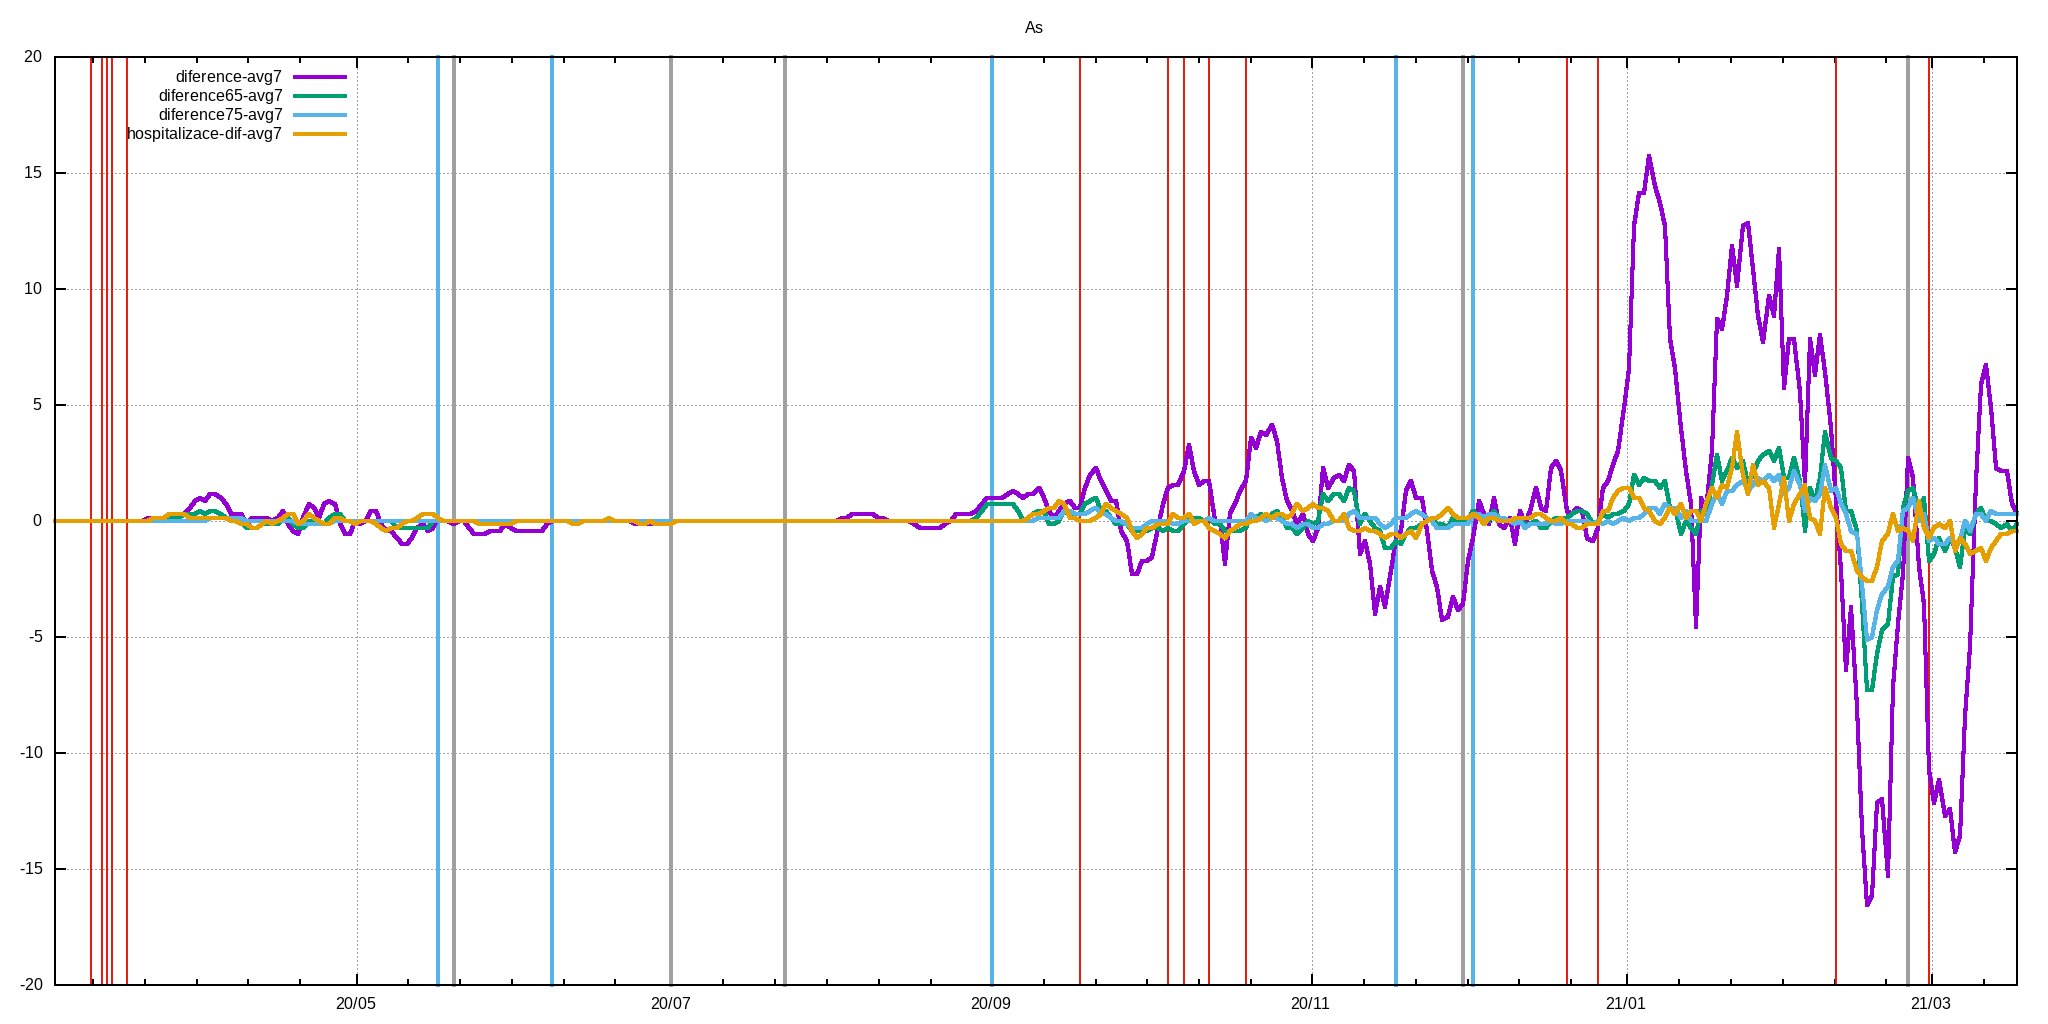 As
20
15
10
5
0
-5
-10
-15
-20
diference-avg7
diference65-avg7
diference75-avg7
hospitalizace-dif-avg7
20/05 20/07 20/09 20/11 21/01 21/03